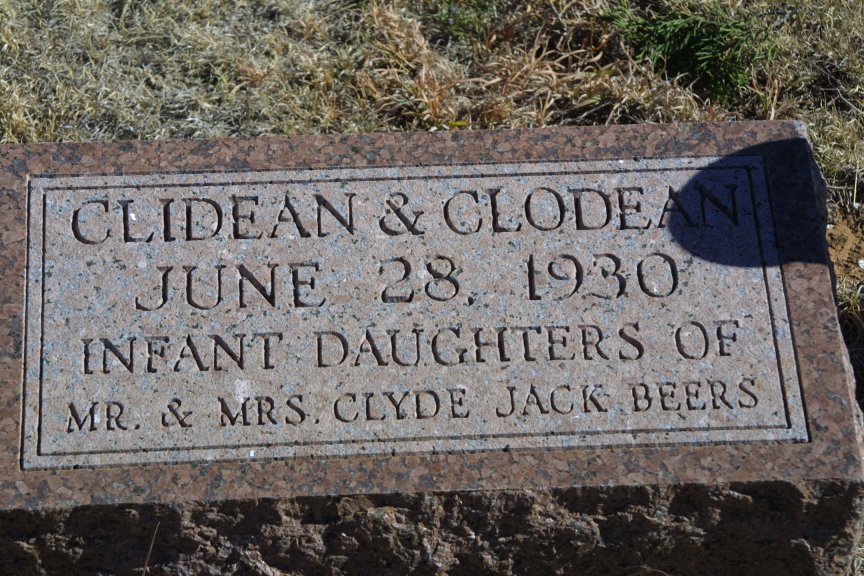 CLIDEAN & CLODEAN
JUNE 28, 1930
INFANT DAUGHTERS OF
MR. & MRS. CLYDE JACK BEERS